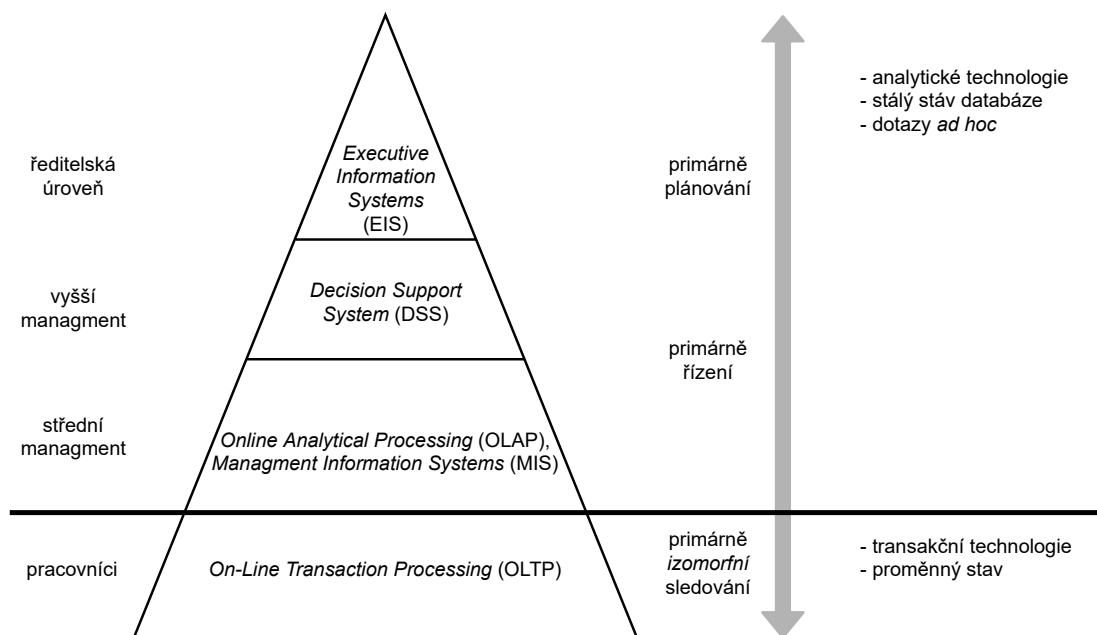 - analytické technologie
- stálý stáv databáze
- dotazy ad hoc
ředitelská
úroveň
Executive
Information
Systems
(EIS)
primárně
plánování
vyšší
managment
Decision Support
System (DSS)
primárně
řízení
střední
managment
Online Analytical Processing (OLAP),
Managment Information Systems (MIS)
pracovníci
On-Line Transaction Processing (OLTP)
primárně
izomorfní
sledování
- transakční technologie
- proměnný stav